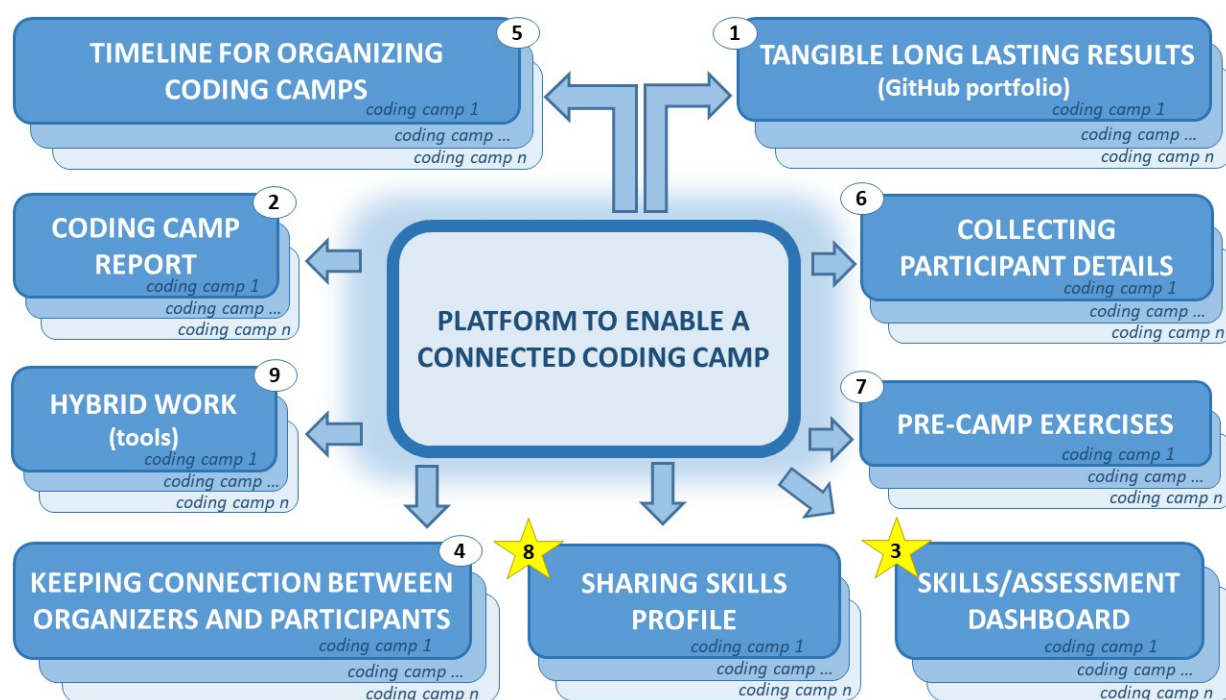 5
TIMELINE FOR ORGANIZING
CODING CAMPS
coding camp 1
coding camp ...
coding camp n
1
TANGIBLE LONG LASTING RESULTS
(GitHub portfolio)
coding camp 1
coding camp ...
coding camp n
2
CODING CAMP
REPORT
coding camp 1
coding camp ...
coding camp n
6
COLLECTING
PARTICIPANT DETAILS
coding camp 1
coding camp ...
coding camp n
PLATFORM TO ENABLE A
CONNECTED CODING CAMP
9
HYBRID WORK
(tools)
coding camp 1
coding camp ...
coding camp n
7
PRE-CAMP EXERCISES
coding camp 1
coding camp ...
coding camp n
4
KEEPING CONNECTION BETWEEN
ORGANIZERS AND PARTICIPANTS
coding camp 1
coding camp ...
coding camp n
8
SHARING SKILLS
PROFILE
coding camp 1
coding camp ...
coding camp n
3
SKILLS/ASSESSMENT
DASHBOARD
coding camp 1
coding camp ...
coding camp n